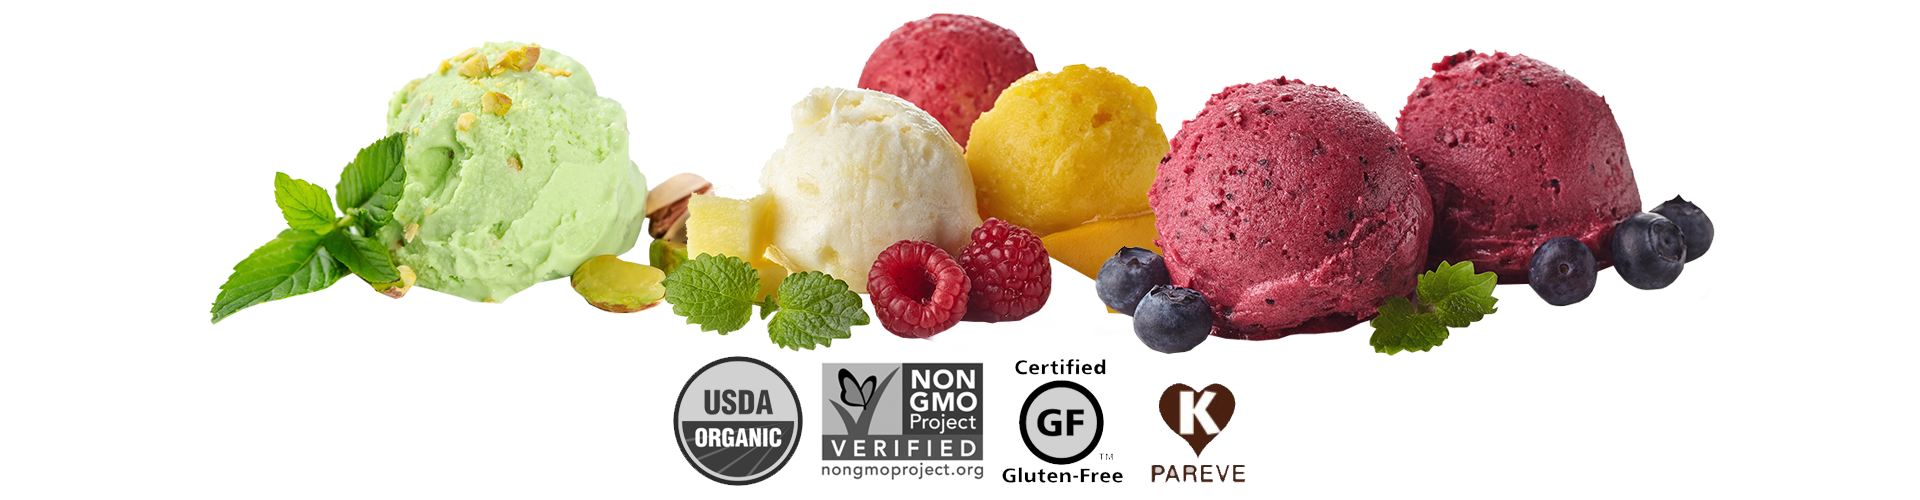 USDA
ORGANIC
NON
GMO
Project
VERIFIED
nongmoproject.org
Certified
GF
TM
Gluten-Free
K
PAREVE